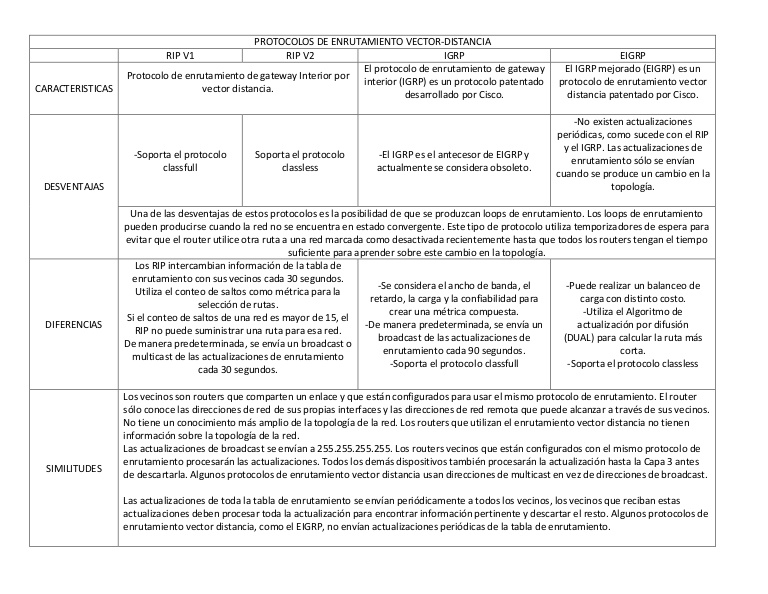 PROTOCOLOS DE ENRUTAMIENTO VECTOR-DISTANCIA
RIP V1
RIP V2
IGRP
EIGRP
CARACTERISTICAS
Protocolo de enrutamiento de gateway Interior por
vector distancia.
El protocolo de enrutamiento de gateway
interior (IGRP) es un protocolo patentado
desarrollado por Cisco.
El IGRP mejorado (EIGRP) es un
protocolo de enrutamiento vector
distancia patentado por Cisco.
DESVENTAJAS
-Soporta el protocolo
classfull
Soporta el protocolo
classless
-El IGRP es el antecesor de EIGRP y
actualmente se considera obsoleto.
-No existen actualizaciones
periódicas, como sucede con el RIP
y el IGRP. Las actualizaciones de
enrutamiento sólo se envían
cuando se produce un cambio en la
topología.
Una de las desventajas de estos protocolos es la posibilidad de que se produzcan loops de enrutamiento. Los loops de enrutamiento
pueden producirse cuando la red no se encuentra en estado convergente. Este tipo de protocolo utiliza temporizadores de espera para
evitar que el router utilice otra ruta a una red marcada como desactivada recientemente hasta que todos los routers tengan el tiempo
suficiente para aprender sobre este cambio en la topología.
DIFERENCIAS
Los RIP intercambian información de la tabla de
enrutamiento con sus vecinos cada 30 segundos.
Utiliza el conteo de saltos como métrica para la
selección de rutas.
Si el conteo de saltos de una red es mayor de 15, el
RIP no puede suministrar una ruta para esa red.
De manera predeterminada, se envía un broadcast o
multicast de las actualizaciones de enrutamiento
cada 30 segundos.
-Se considera el ancho de banda, el
retardo, la carga y la confiabilidad para
crear una métrica compuesta.
-De manera predeterminada, se envía un
broadcast de las actualizaciones de
enrutamiento cada 90 segundos.
-Soporta el protocolo classfull
-Puede realizar un balanceo de
carga con distinto costo.
-Utiliza el Algoritmo de
actualización por difusión
(DUAL) para calcular la ruta más
corta.
-Soporta el protocolo classless
SIMILITUDES
Los vecinos son routers que comparten un enlace y que están configurados para usar el mismo protocolo de enrutamiento. El router
sólo conoce las direcciones de red de sus propias interfaces y las direcciones de red remota que puede alcanzar a través de sus vecinos.
No tiene un conocimiento más amplio de la topología de la red. Los routers que utilizan el enrutamiento vector distancia no tienen
información sobre la topología de la red.
Las actualizaciones de broadcast se envían a 255.255.255.255. Los routers vecinos que están configurados con el mismo protocolo de
enrutamiento procesarán las actualizaciones. Todos los demás dispositivos también procesarán la actualización hasta la Capa 3 antes
de descartarla. Algunos protocolos de enrutamiento vector distancia usan direcciones de multicast en vez de direcciones de broadcast.
Las actualizaciones de toda la tabla de enrutamiento se envían periódicamente a todos los vecinos, los vecinos que reciban estas
actualizaciones deben procesar toda la actualización para encontrar información pertinente y descartar el resto. Algunos protocolos de
enrutamiento vector distancia, como el EIGRP, no envían actualizaciones periódicas de la tabla de enrutamiento.